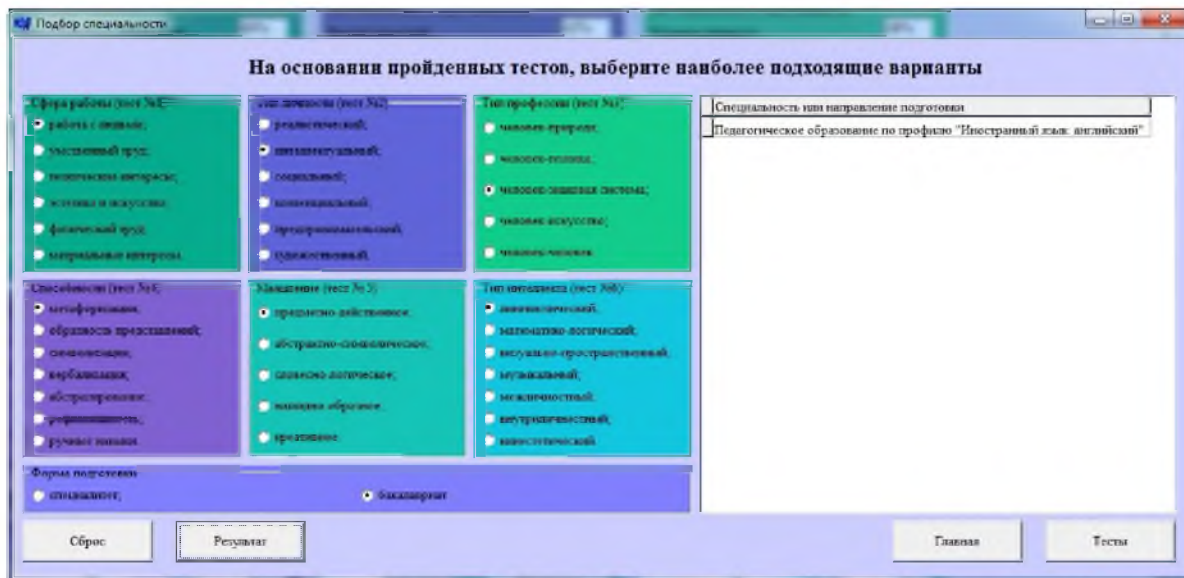 Подбор специальности
На основании пройденных тестов, выберите наиболее подходящие варианты
Сфера работы (тест №1)
работа с людьми;
умственный труд;
технические интересы;
эстетика и искусство;
физический труд;
материальные интересы.
Тип личности (тест №2)
реалистический;
интеллектуальный;
социальный;
конвенциальный;
предпринимательский;
художественный.
Тип профессии (тест №3)
человек-природа;
человек-техника;
человек-знаковая система;
человек-искусство;
человек-человек.
Специальность или направление подготовки
Педагогическое образование по профилю "Иностранный язык: английский"
Способности (тест №4)
метафоризация;
образность представлений;
символизация;
вербализация;
абстрагирование;
ручные навыки.
Мышление (тест № 5)
предметно-действенное;
абстрактно-символическое;
словесно-логическое;
наглядно-образное;
креативное.
Тип интеллекта (тест №6)
лингвистический;
математико-логический;
визуально-пространственный;
музыкальный;
межличностный;
внутриличностный;
кинестетический.
Форма подготовки
специалитет;
бакалавриат
Сброс
Результат
Главная
Тесты